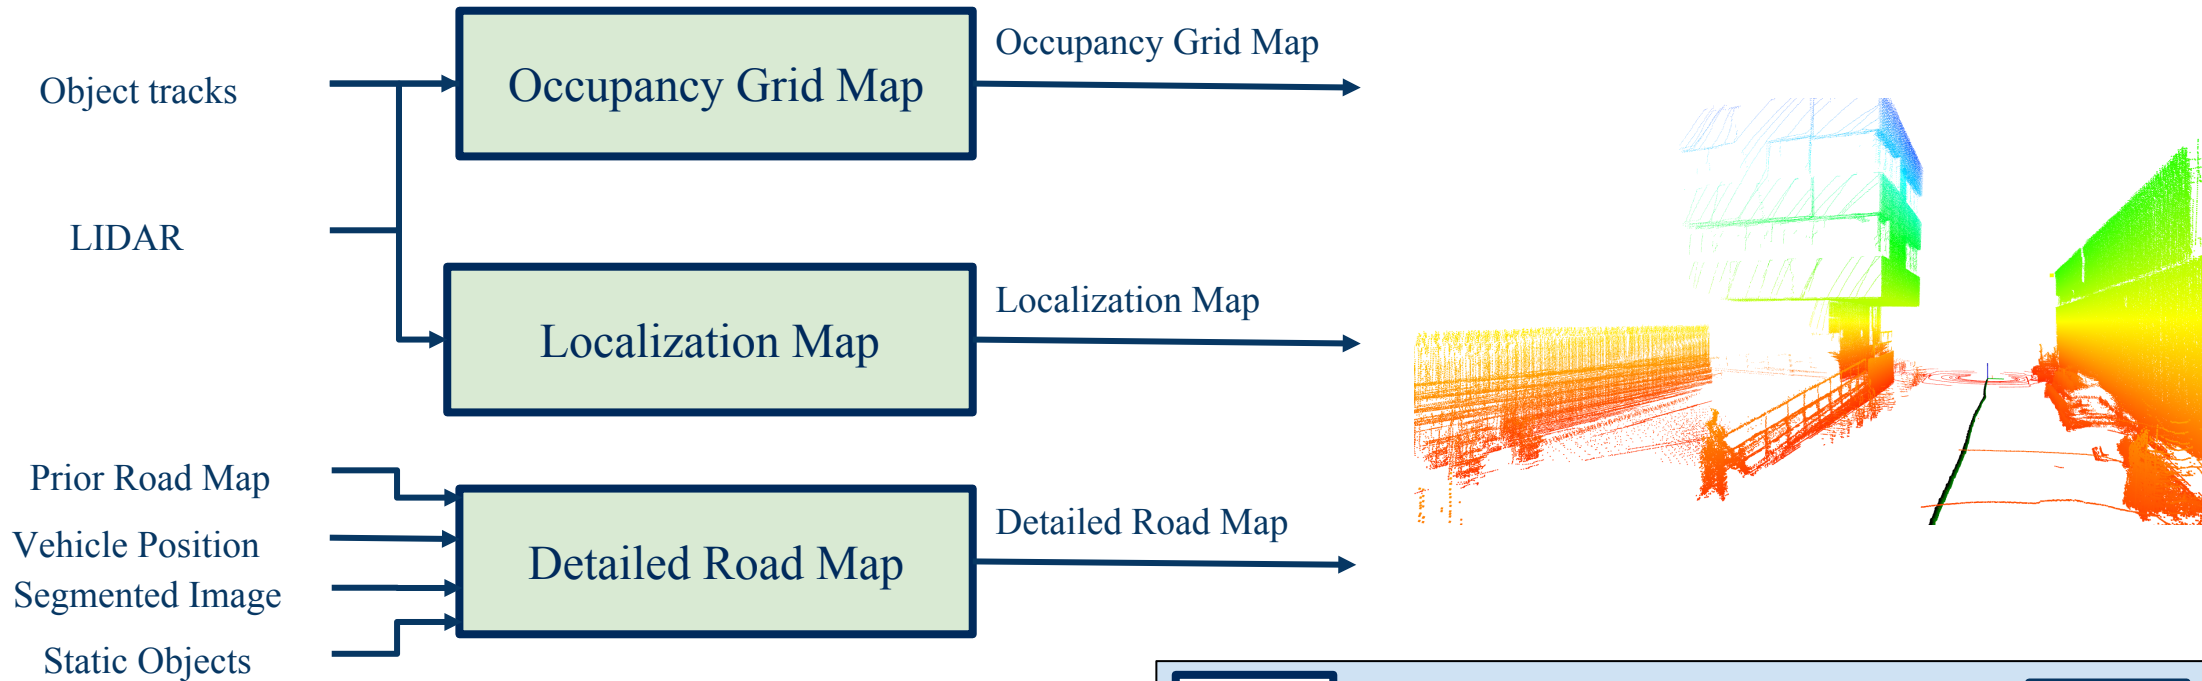 Object tracks
LIDAR
Occupancy Grid Map
Occupancy Grid Map
Localization Map
Localization Map
Prior Road Map
Vehicle Position
Segmented Image
Static Objects
Detailed Road Map
Detailed Road Map